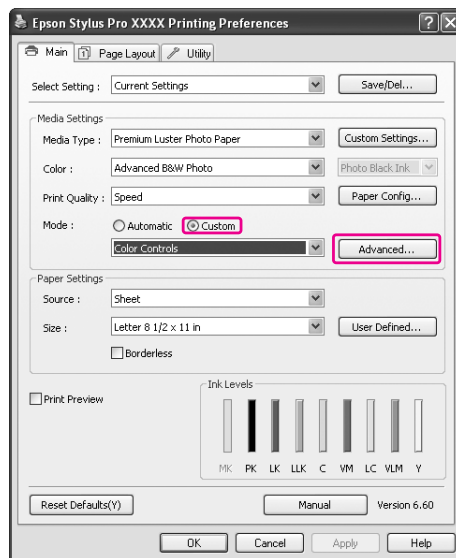 Epson Stylus Pro XXXX Printing Preferences
Main Page Layout Utility
Select Setting : Current Settings Save/Del...
Media Settings
Media Type : Premium Luster Photo Paper Custom Settings...
Color : Advanced B&W Photo Photo Black Ink
Print Quality : Speed Paper Config...
Mode : Automatic Custom
Color Controls Advanced...
Paper Settings
Source : Sheet
Size : Letter 8 1/2 x 11 in User Defined...
Borderless
Print Preview
Ink Levels
MK PK LK LLK C VM LC VLM Y
Reset Defaults(Y) Manual Version 6.60
OK Cancel Apply Help